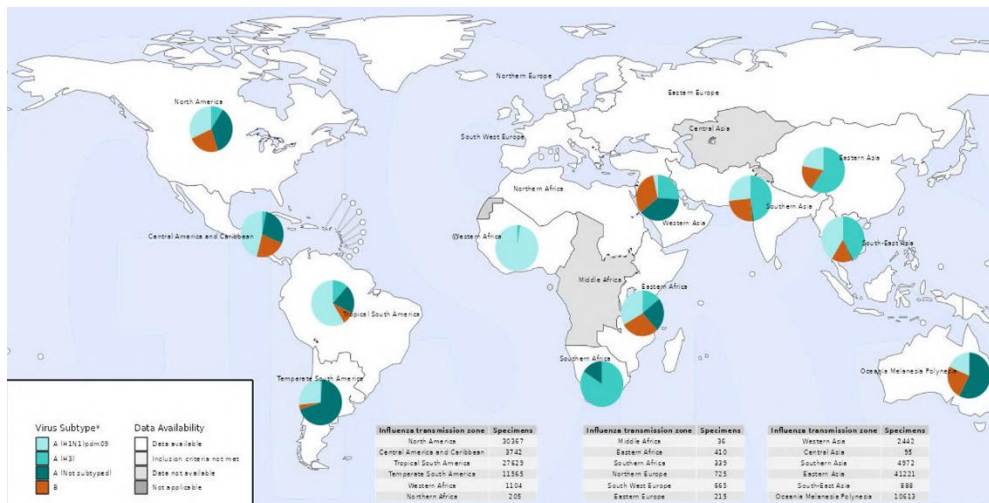 Northern Europe
Eastern Europe
North America
Central Asia
South West Europe
Eastern Asia
Northern Africa
Southern Asia
Western Asia
Central America and Caribbean
Western Africa
South-East Asia
Middle Africa
Eastern Africa
Tropical South America
Southern Africa
Oceania Melanesia Polynesia
Temperate South America
Virus Subtype* Data Availability
A (H1N1)pdm09 Data available
A (H3) Inclusion criteria not met
A (Not subtyped) Data not available
B Not applicable
Influenza transmission zone Specimens
North America 30367
Central America and Caribbean 3742
Tropical South America 27629
Temperate South America 11565
Western Africa 1104
Northern Africa 205
Influenza transmission zone Specimens
Middle Africa 36
Eastern Africa 410
Southern Africa 339
Northern Europe 725
South West Europe 665
Eastern Europe 215
Influenza transmission zone Specimens
Western Asia 2442
Central Asia 95
Southern Asia 4972
Eastern Asia 41221
South-East Asia 888
Oceania Melanesia Polynesia 10613